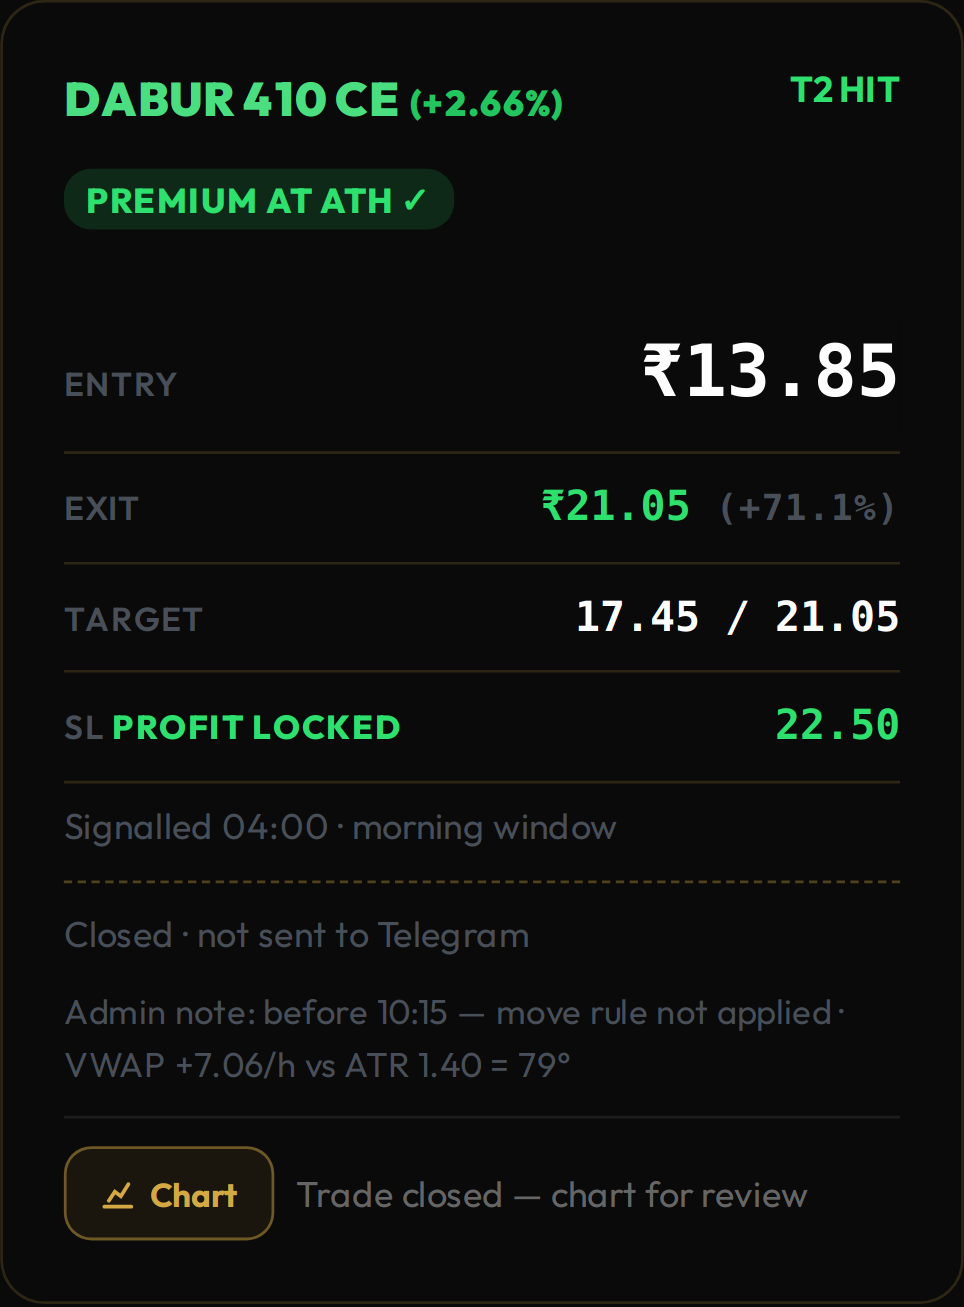 DABUR 410 CE (+2.66%) T2 HIT
PREMIUM AT ATH ✓
ENTRY ₹13.85
EXIT ₹21.05 (+71.1%)
TARGET 17.45 / 21.05
SL PROFIT LOCKED 22.50
Signalled 04:00 · morning window
Closed · not sent to Telegram
Admin note: before 10:15 — move rule not applied ·
VWAP +7.06/h vs ATR 1.40 = 79°
Chart Trade closed — chart for review